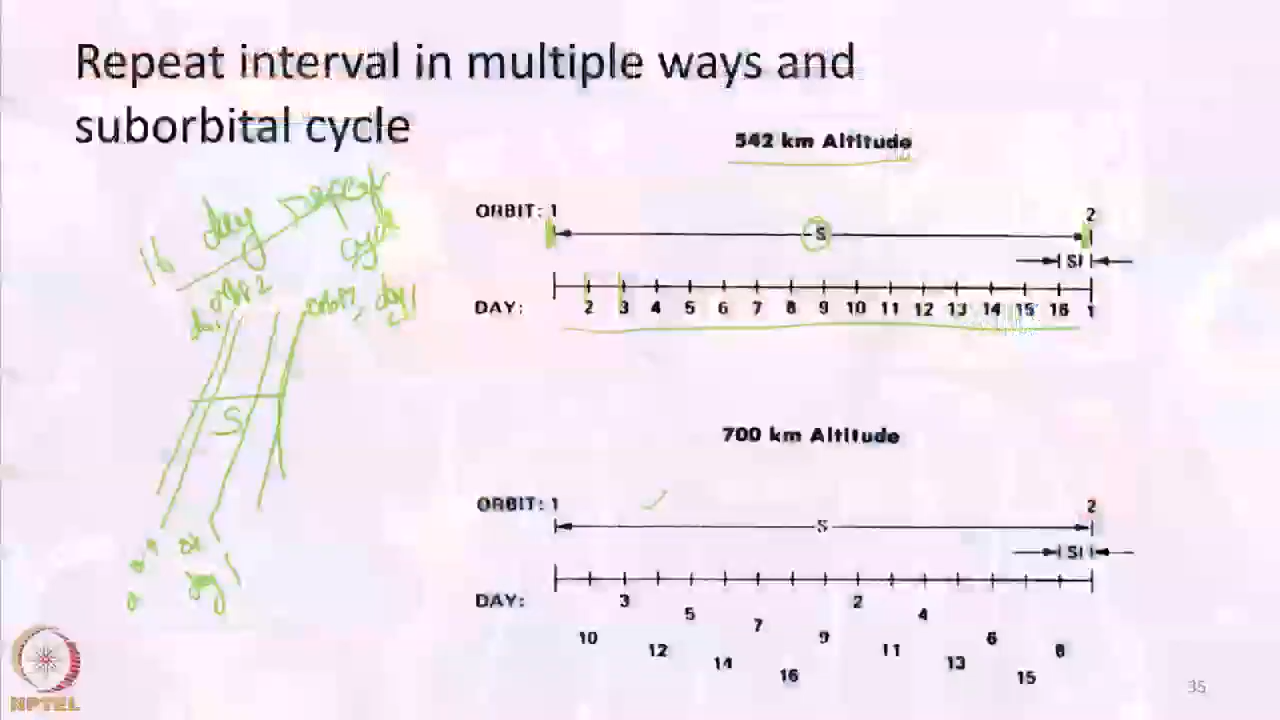 Repeat interval in multiple ways and
suborbital cycle
16 day
cycle
S
day
542 km Altitude
ORBIT: 1 2
S
SI
DAY: 2 3 4 5 6 7 8 9 10 11 12 13 14 15 16 1
700 km Altitude
ORBIT: 1 2
S
SI
DAY: 3 2
5 4
7
10 9 6
12 11 8
14 13
16 15
NPTEL
35